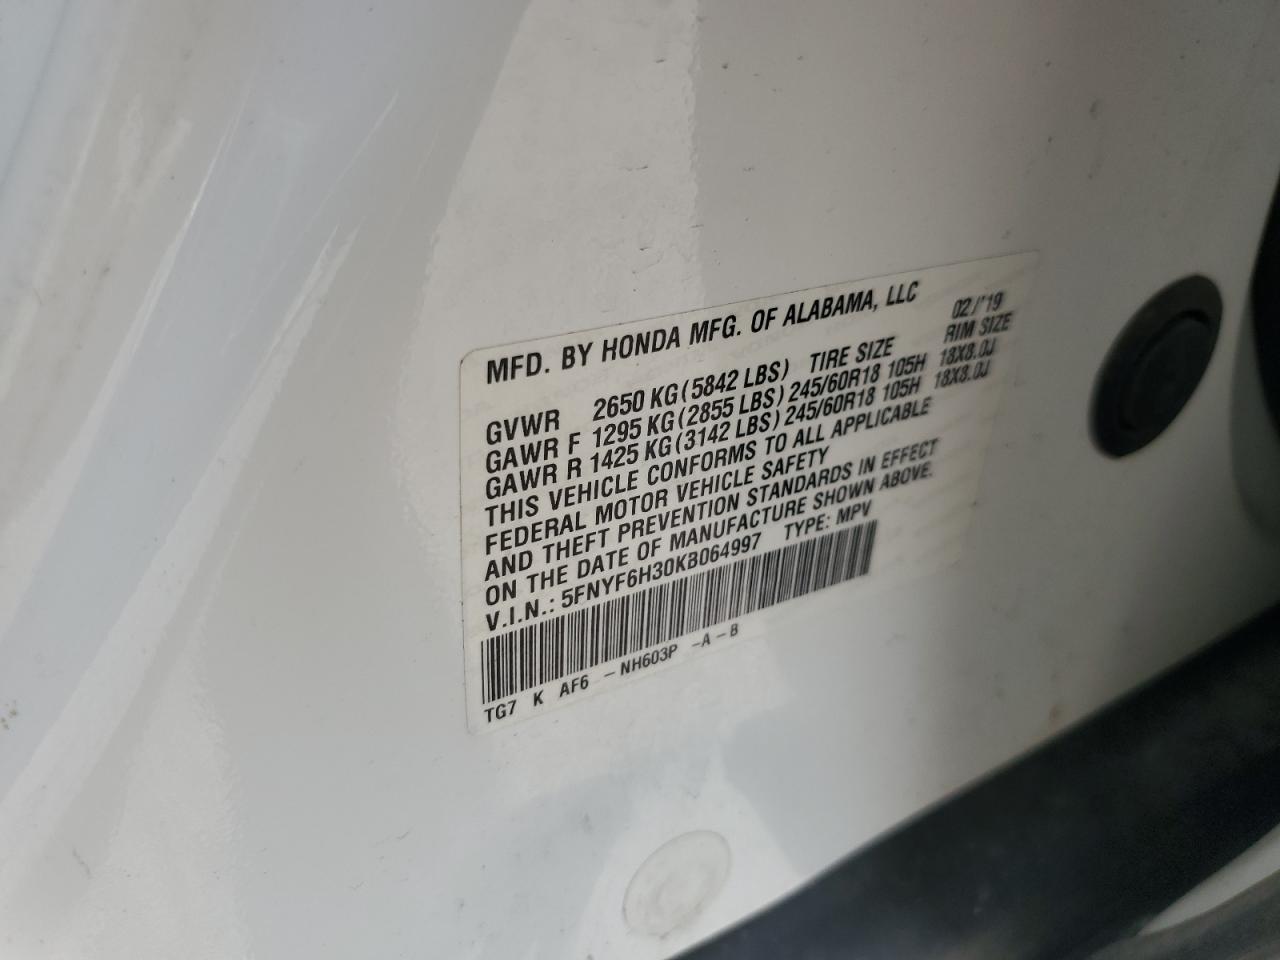 MFD. BY HONDA MFG. OF ALABAMA, LLC 02/'19
GVWR 2650 KG (5842 LBS) TIRE SIZE RIM SIZE
GAWR F 1295 KG (2855 LBS) 245/60R18 105H 18X8.0J
GAWR R 1425 KG (3142 LBS) 245/60R18 105H 18X8.0J
THIS VEHICLE CONFORMS TO ALL APPLICABLE
FEDERAL MOTOR VEHICLE SAFETY
AND THEFT PREVENTION STANDARDS IN EFFECT
ON THE DATE OF MANUFACTURE SHOWN ABOVE.
V.I.N.: 5FNYF6H30KB064997 TYPE: MPV
TG7 K AF6 - NH603P -A-B